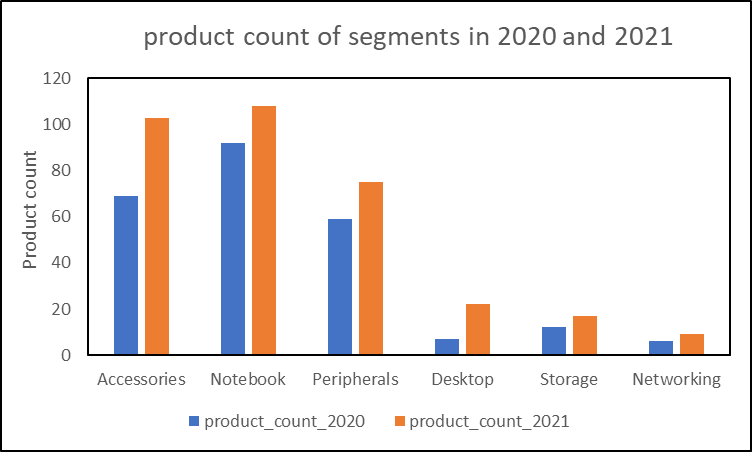 product count of segments in 2020 and 2021
Product count
120
100
80
60
40
20
0
Accessories Notebook Peripherals Desktop Storage Networking
product_count_2020 product_count_2021